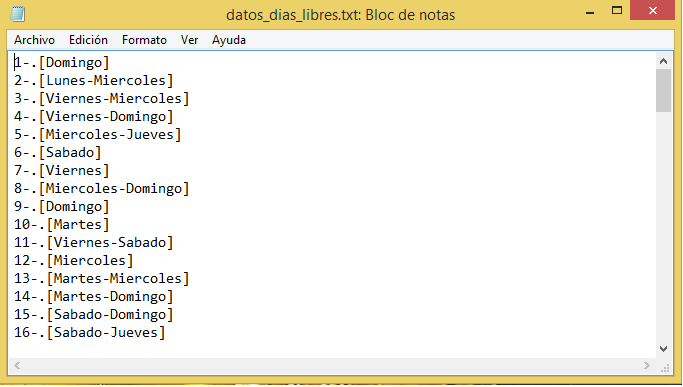 datos_dias_libres.txt: Bloc de notas
Archivo Edición Formato Ver Ayuda
1-.[Domingo]
2-.[Lunes-Miercoles]
3-.[Viernes-Miercoles]
4-.[Viernes-Domingo]
5-.[Miercoles-Jueves]
6-.[Sabado]
7-.[Viernes]
8-.[Miercoles-Domingo]
9-.[Domingo]
10-.[Martes]
11-.[Viernes-Sabado]
12-.[Miercoles]
13-.[Martes-Miercoles]
14-.[Martes-Domingo]
15-.[Sabado-Domingo]
16-.[Sabado-Jueves]